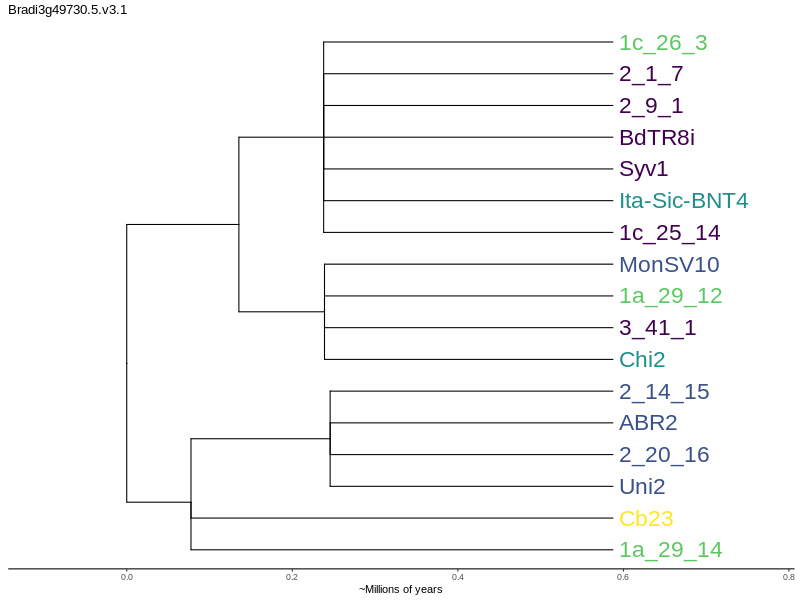 Bradi3g49730.5.v3.1
1c_26_3
2_1_7
2_9_1
BdTR8i
Syv1
Ita-Sic-BNT4
1c_25_14
MonSV10
1a_29_12
3_41_1
Chi2
2_14_15
ABR2
2_20_16
Uni2
Cb23
1a_29_14
0.0 0.2 0.4 0.6 0.8
~Millions of years